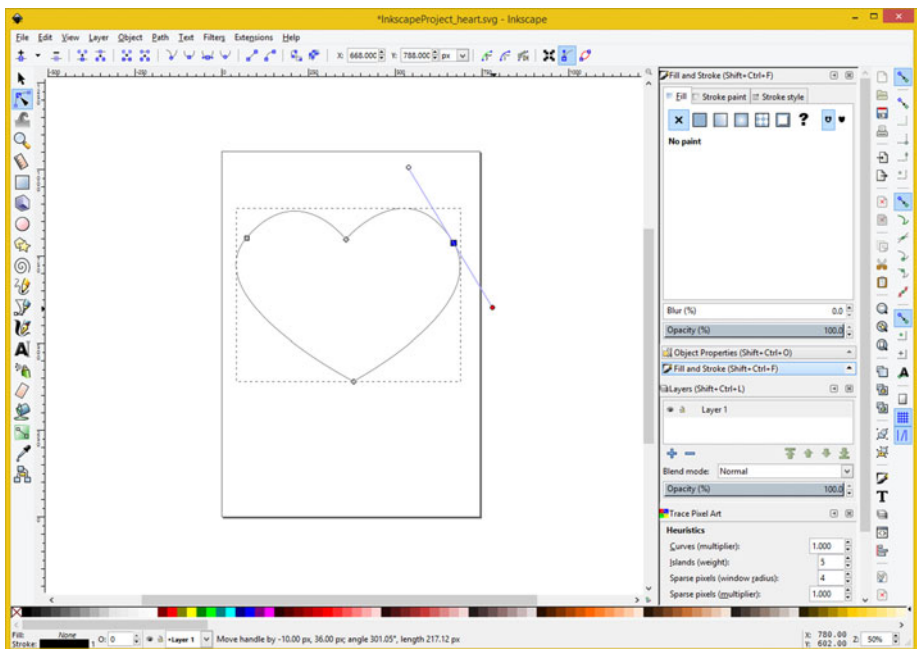 *InkscapeProject_heart.svg - Inkscape
File Edit View Layer Object Path Text Filters Extensions Help
X: 668.000 Y: 788.000 px
Fill and Stroke (Shift+Ctrl+F)
Fill Stroke paint Stroke style
?
No paint
Blur (%) 0.0
Opacity (%) 100.0
Object Properties (Shift+Ctrl+O)
Fill and Stroke (Shift+Ctrl+F)
Layers (Shift+Ctrl+L)
Layer 1
Blend mode: Normal
Opacity (%) 100.0
Trace Pixel Art
Heuristics
Curves (multiplier): 1.000
Islands (weight): 5
Sparse pixels (window radius): 4
Sparse pixels (multiplier): 1.000
Fill: None
Stroke: 1 O: 0 •Layer 1 Move handle by -10.00 px, 36.00 px; angle 301.05°, length 217.12 px X: 780.00 Z: 50%
Y: 602.00